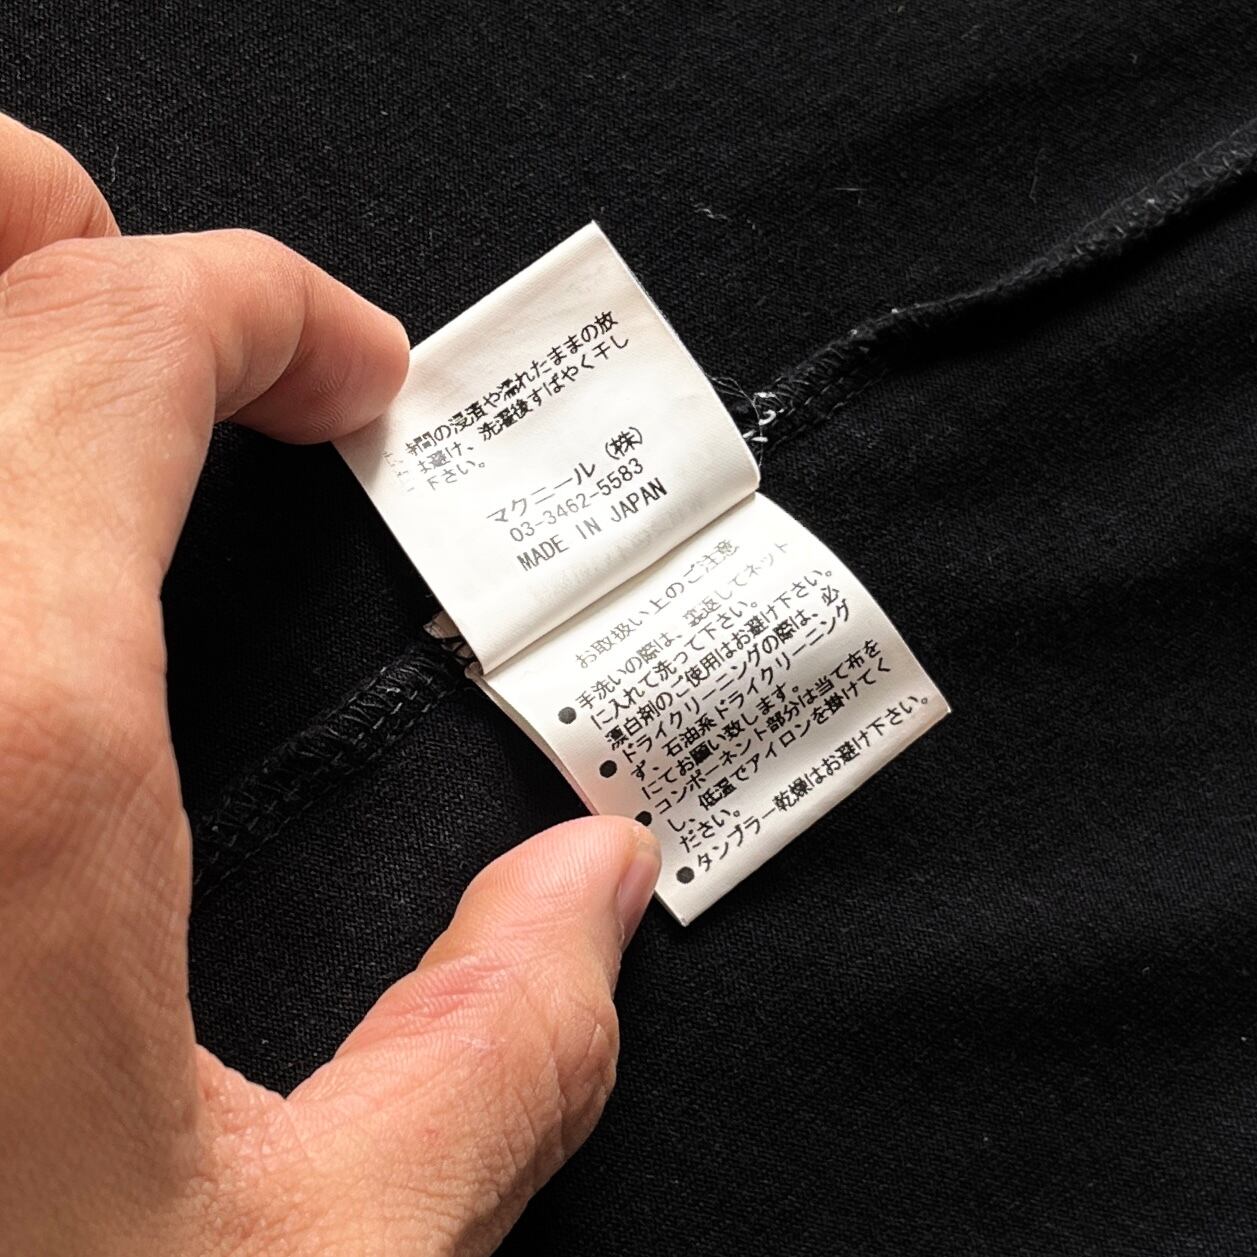 間の浸漬や濡れたままの放
は避け、洗濯後すばやく干し
下さい。
マクニール (株)
03-3462-5583
MADE IN JAPAN
お取扱い上のご注意
●手洗いの際は、裏返してネット
に入れて洗って下さい。
漂白剤のご使用はお避け下さい。
●ドライクリーニングの際は、必
ず、石油系ドライクリーニング
にてお願い致します。
●コンポーネント部分は当て布を
し、低温でアイロンを掛けてく
ださい。
●タンブラー乾燥はお避け下さい。